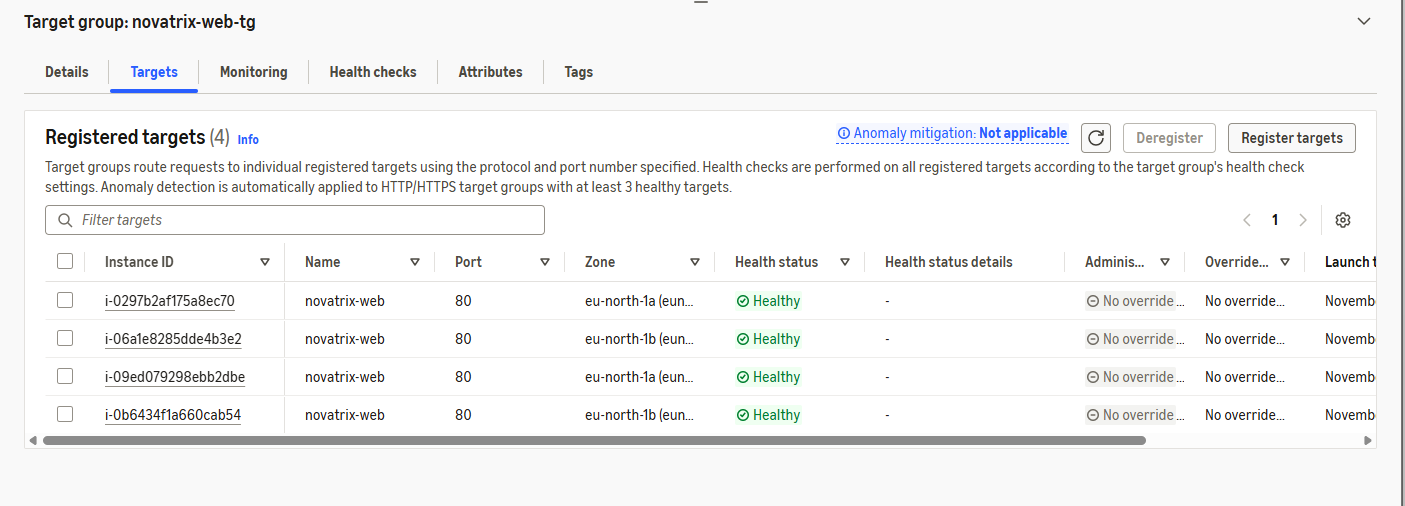 Target group: novatrix-web-tg
Details Targets Monitoring Health checks Attributes Tags
Registered targets (4) Info Anomaly mitigation: Not applicable Deregister Register targets
Target groups route requests to individual registered targets using the protocol and port number specified. Health checks are performed on all registered targets according to the target group's health check
settings. Anomaly detection is automatically applied to HTTP/HTTPS target groups with at least 3 healthy targets.
Filter targets 1
Instance ID Name Port Zone Health status Health status details Adminis... Override... Launch t
i-0297b2af175a8ec70 novatrix-web 80 eu-north-1a (eun... Healthy - No override ... No override... Novemb
i-06a1e8285dde4b3e2 novatrix-web 80 eu-north-1b (eun... Healthy - No override ... No override... Novemb
i-09ed079298ebb2dbe novatrix-web 80 eu-north-1a (eun... Healthy - No override ... No override... Novemb
i-0b6434f1a660cab54 novatrix-web 80 eu-north-1b (eun... Healthy - No override ... No override... Novemb